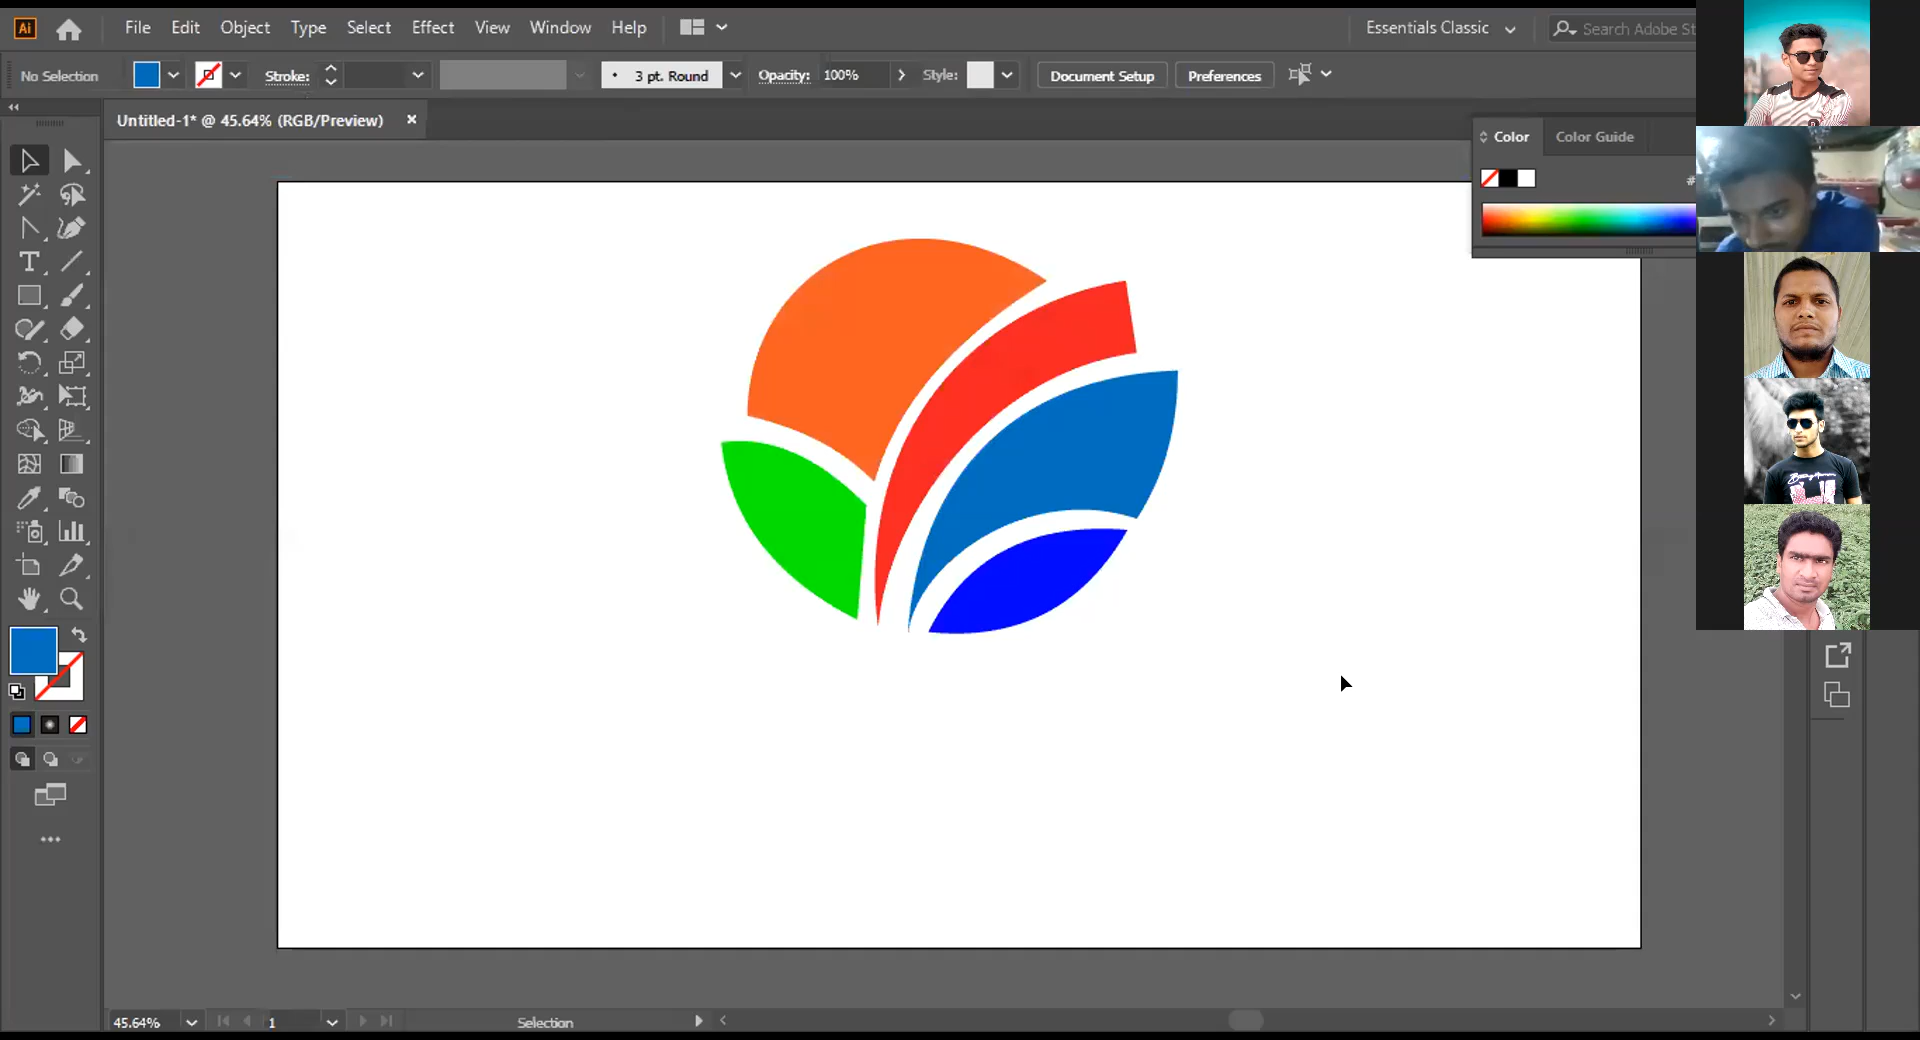 Ai File Edit Object Type Select Effect View Window Help Essentials Classic Search Adobe St
No Selection Stroke: 3 pt. Round Opacity: 100% Style: Document Setup Preferences
Untitled-1* @ 45.64% (RGB/Preview) ×
Color Color Guide
#
45.64% 1 Selection